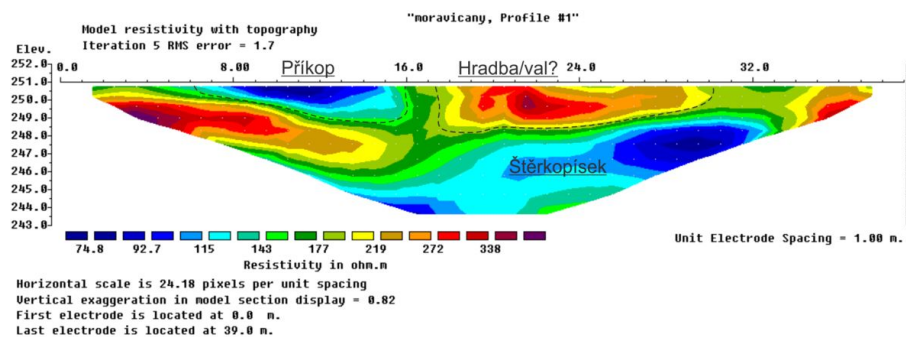 "moravicany, Profile #1"
Model resistivity with topography
Iteration 5 RMS error = 1.7
Elev.
0.0 8.00 Příkop 16.0 Hradba/val? 24.0 32.0
252.0
251.0
250.0
249.0
248.0
247.0
Štěrkopísek
246.0
245.0
244.0
243.0
74.8 92.7 115 143 177 219 272 338
Resistivity in ohm.m
Unit Electrode Spacing = 1.00 m.
Horizontal scale is 24.18 pixels per unit spacing
Vertical exaggeration in model section display = 0.82
First electrode is located at 0.0 m.
Last electrode is located at 39.0 m.